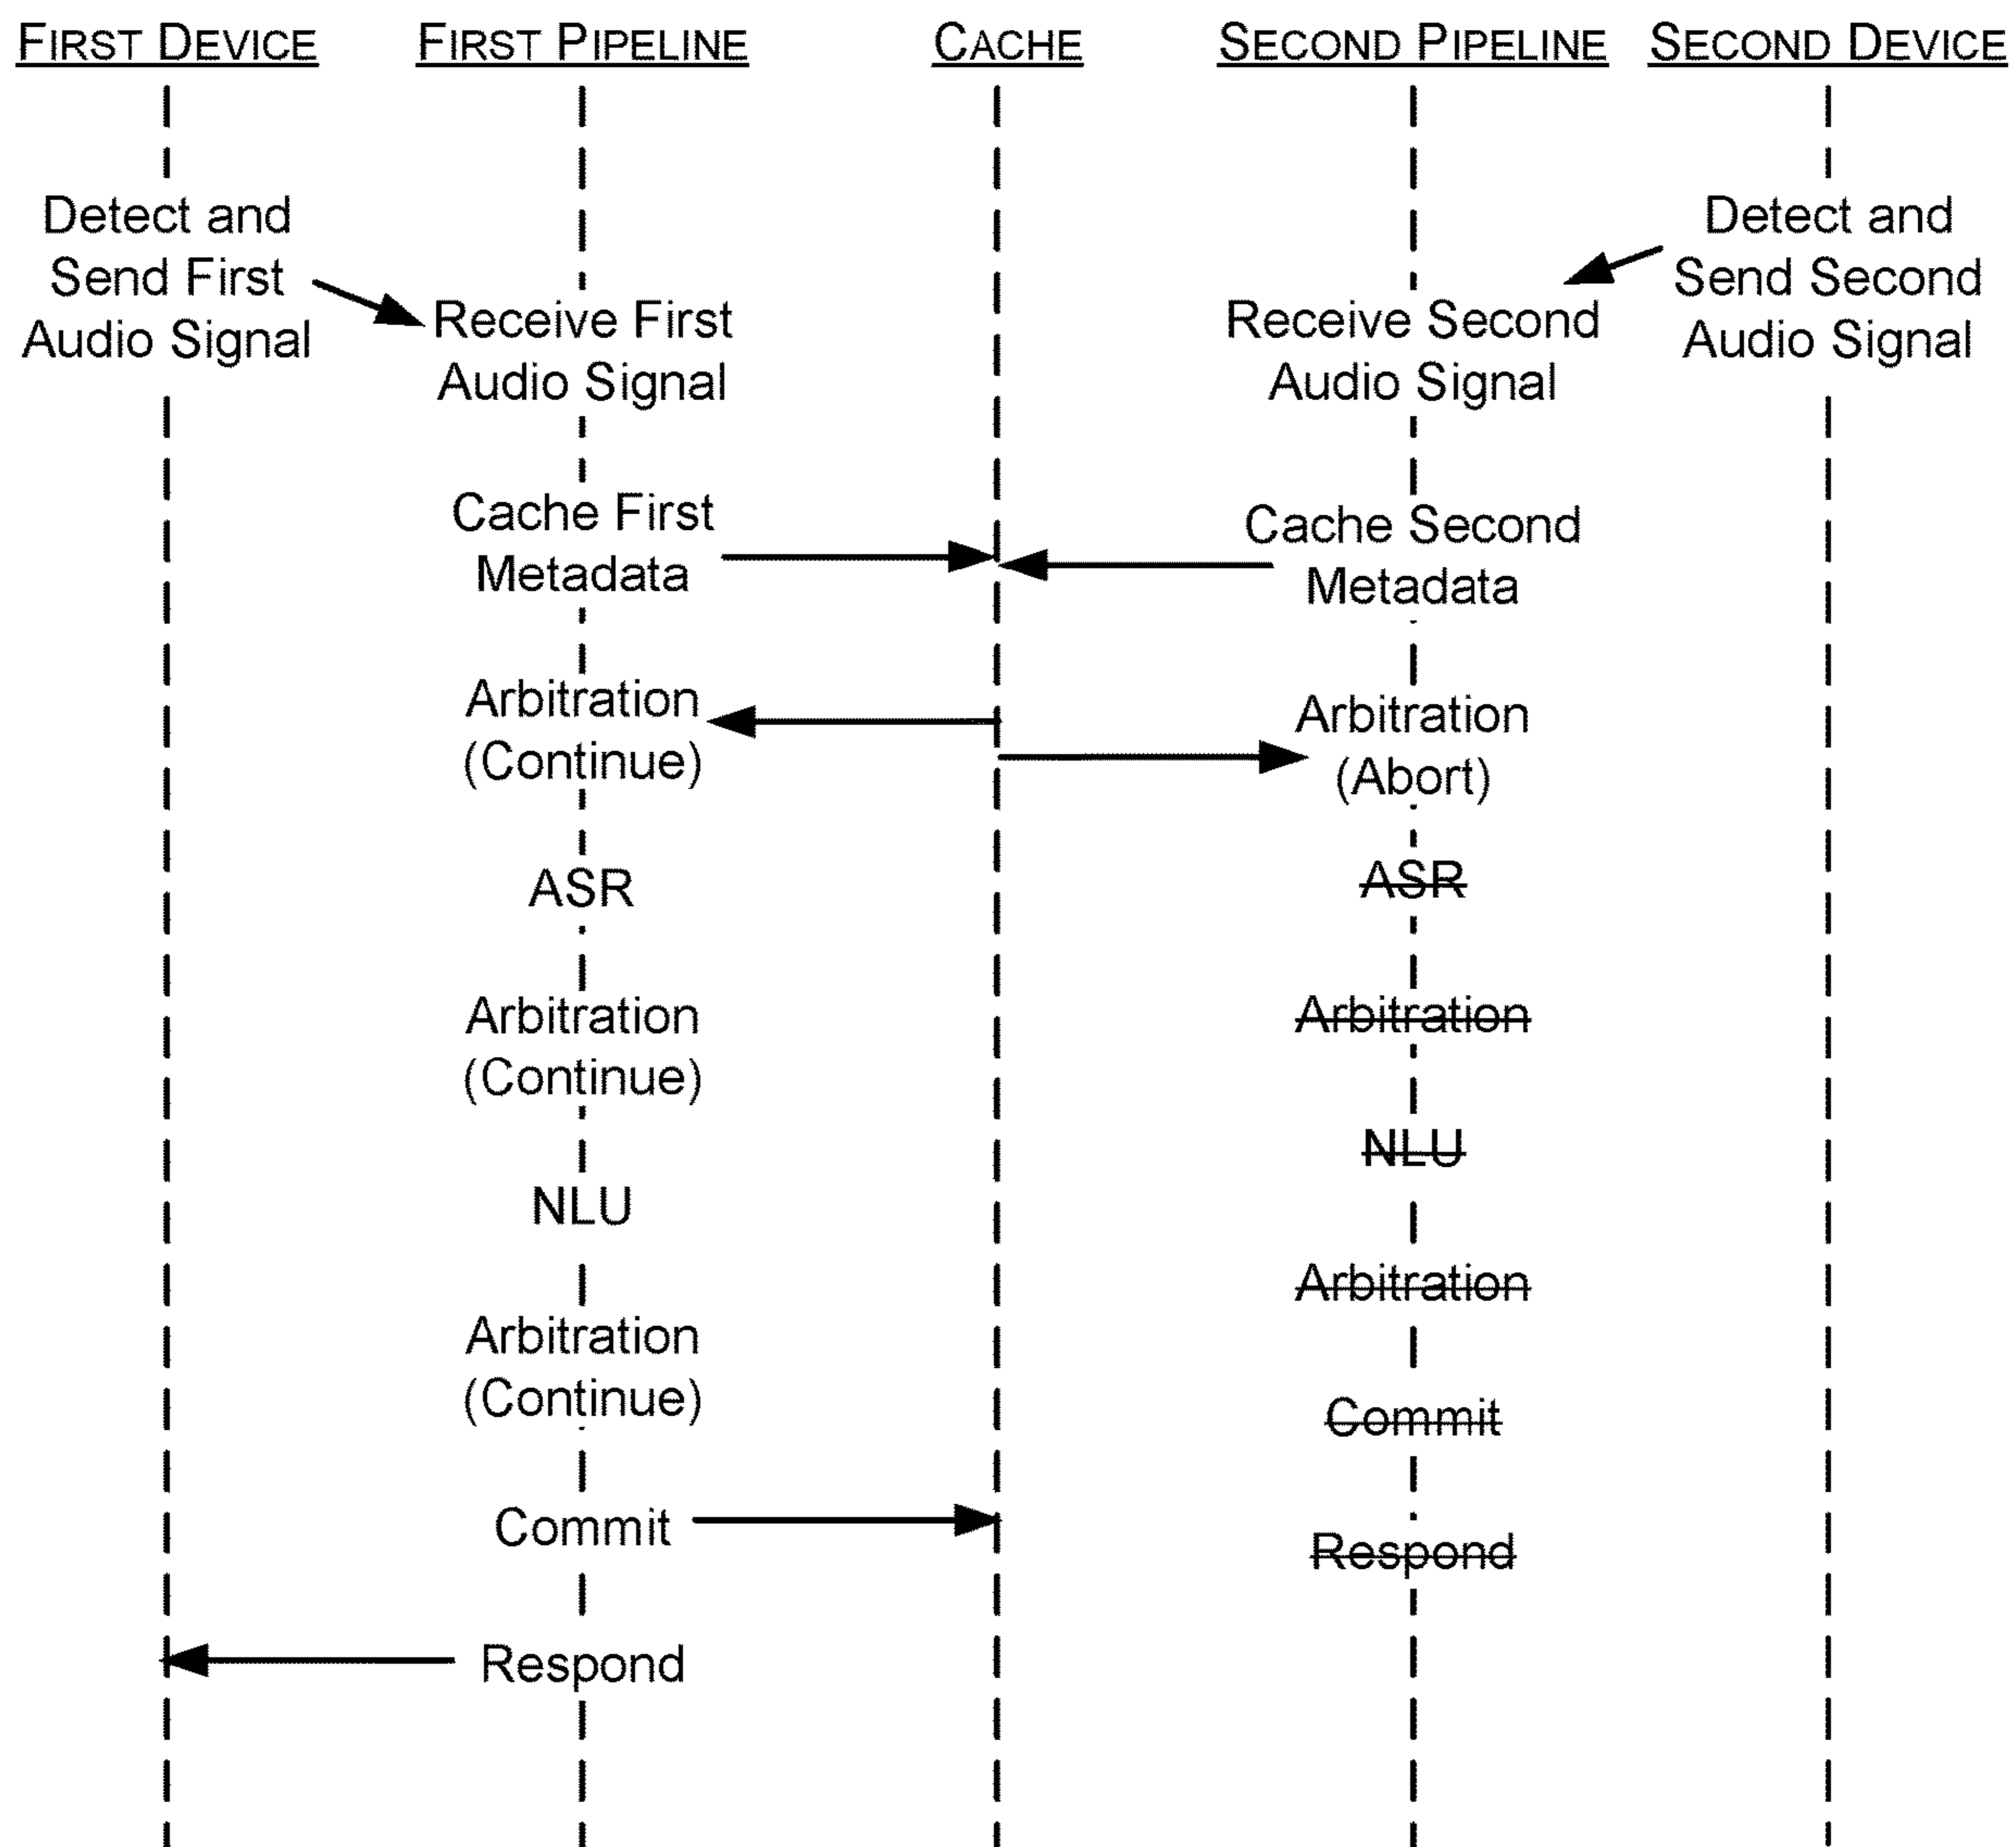 FIRST DEVICE
FIRST PIPELINE
CACHE
SECOND PIPELINE
SECOND DEVICE
Detect and
Send First
Audio Signal
Receive First
Audio Signal
Receive Second
Audio Signal
Detect and
Send Second
Audio Signal
Cache First
Metadata
Cache Second
Metadata
Arbitration
(Continue)
Arbitration
(Abort)
ASR
ASR
Arbitration
(Continue)
Arbitration
NLU
NLU
Arbitration
(Continue)
Arbitration
Commit
Commit
Respond
Respond